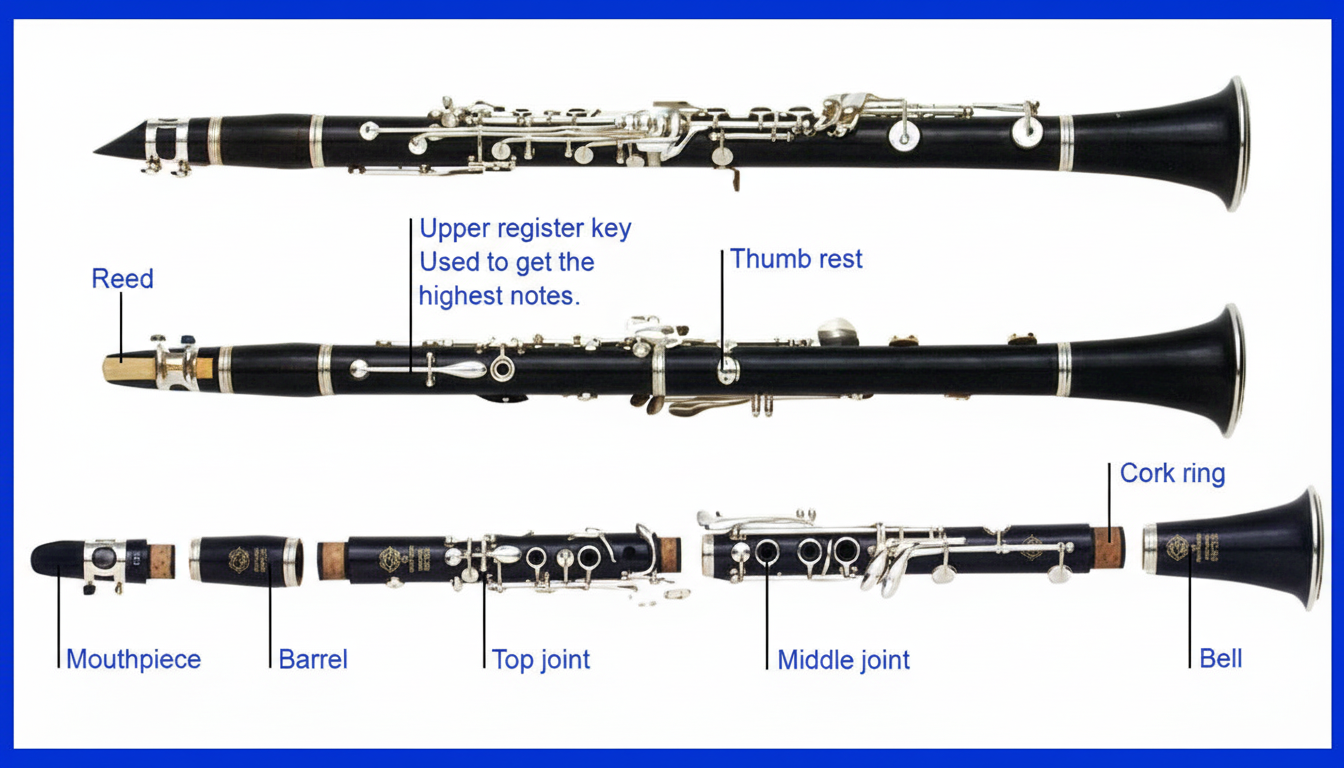 Upper register key
Used to get the
highest notes.
Thumb rest
Reed
Cork ring
Mouthpiece
Barrel
Top joint
Middle joint
Bell